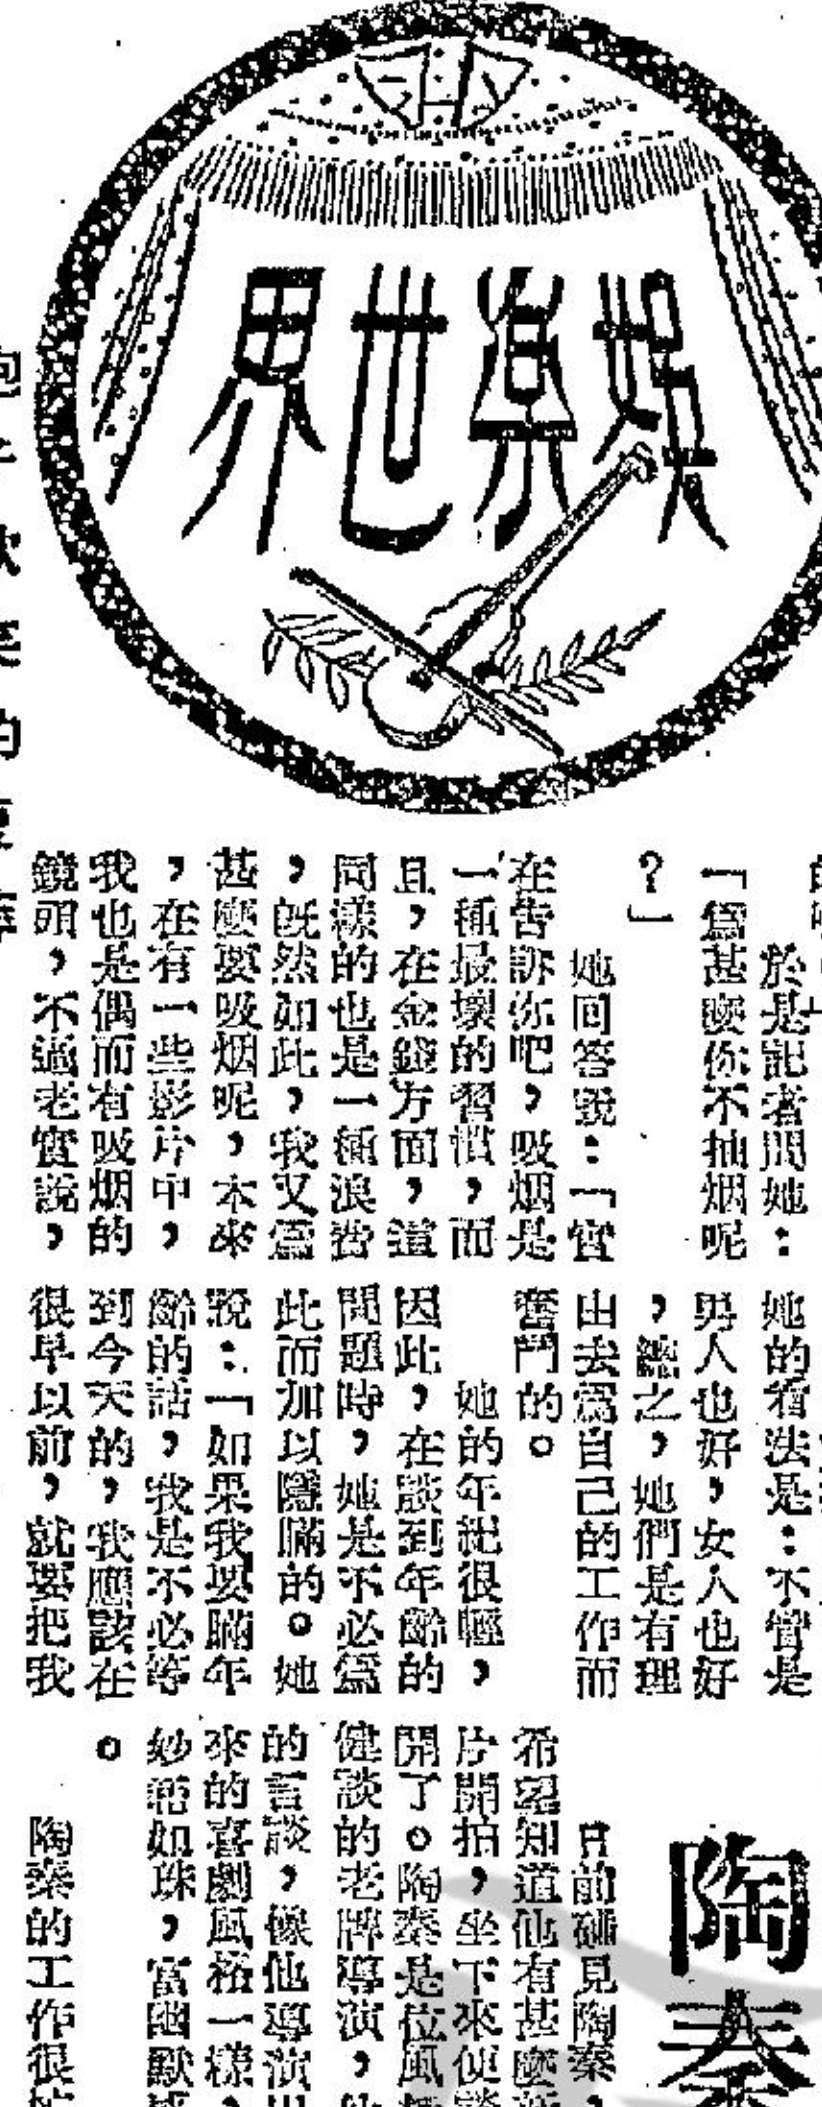 娛樂世界
於是記者問她：
「爲甚麼你不抽烟呢
？」
她回答說：「實
在告訴你吧，吸烟是
一種最壞的習慣，而
且，在金錢方面，這
同樣的也是一種浪費
，既然如此，我又爲
甚麼要吸烟呢，本來
，在有一些影片中，
我也是偶而有吸烟的
鏡頭，不過老實說，
她的看法是：不管是
男人也好，女人也好
，總之，她們是有理
由去爲自己的工作而
奮鬥的。
她的年紀很輕，
因此，在談到年齡的
問題時，她是不必爲
此而加以隱瞞的。她
說：「如果我要瞞年
齡的話，我是不必等
到今天的，我應該在
很早以前，就要把我
陶秦
日前碰見陶秦，
希望知道他有甚麼新
片開拍，坐下來便談
開了。陶秦是位風
健談的老牌導演，他
的言談，像他導演出
來的喜劇風格一樣，
妙語如珠，富幽默感
。
陶秦的工作很忙